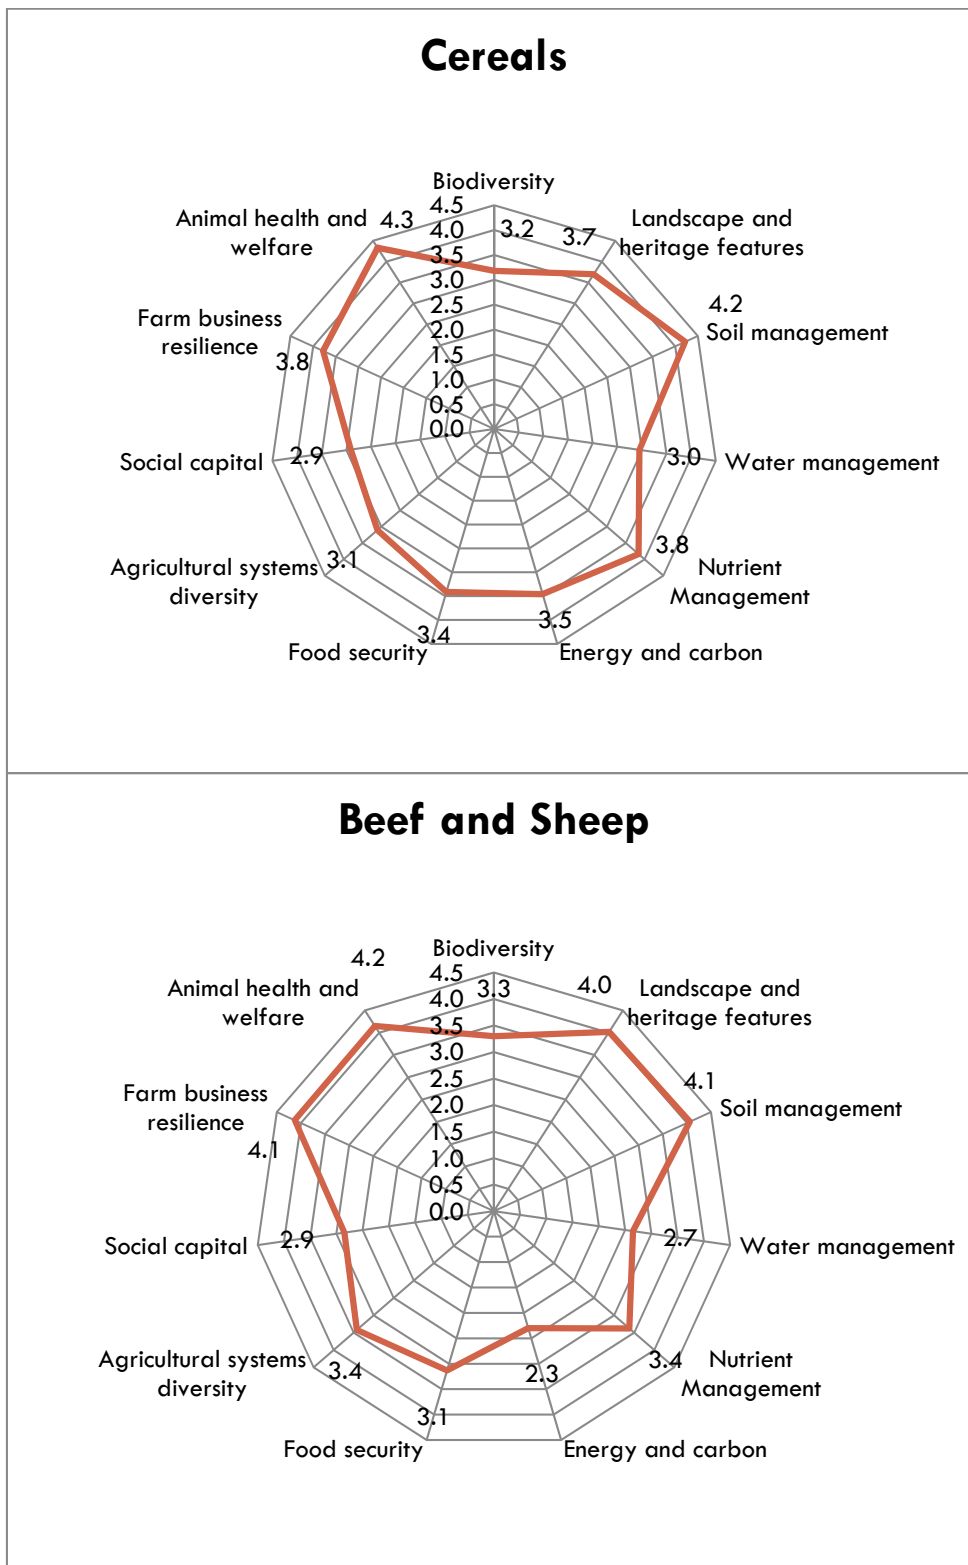 Cereals
Biodiversity
4.5
4.3
Animal health and
welfare
Landscape and
heritage features
3.2
3.7
4.0
3.5
3.0
2.5
2.0
1.5
1.0
0.5
0.0
4.2
Soil management
Farm business
resilience
3.8
Social capital
2.9
3.0
Water management
3.8
Nutrient
Management
Agricultural systems
diversity
3.1
3.5
3.4
Food security
Energy and carbon
Beef and Sheep
Biodiversity
4.2
4.5
Animal health and
welfare
3.3
4.0
Landscape and
heritage features
4.0
3.5
3.0
2.5
2.0
1.5
1.0
0.5
0.0
4.1
Soil management
Farm business
resilience
4.1
Social capital
2.9
2.7
Water management
3.4
Nutrient
Management
Agricultural systems
diversity
3.4
2.3
3.1
Food security
Energy and carbon